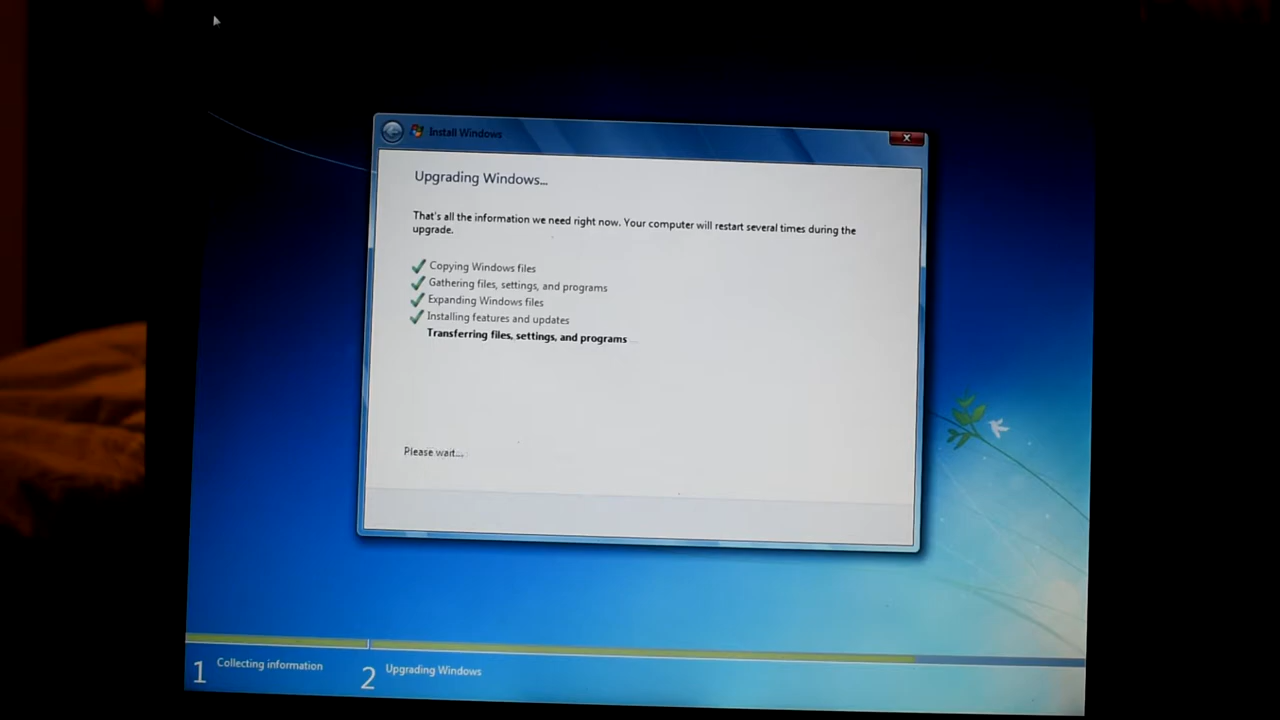 Install Windows
Upgrading Windows...
That's all the information we need right now. Your computer will restart several times during the
upgrade.
Copying Windows files
Gathering files, settings, and programs
Expanding Windows files
Installing features and updates
Transferring files, settings, and programs
Please wait...
1 Collecting information
2 Upgrading Windows